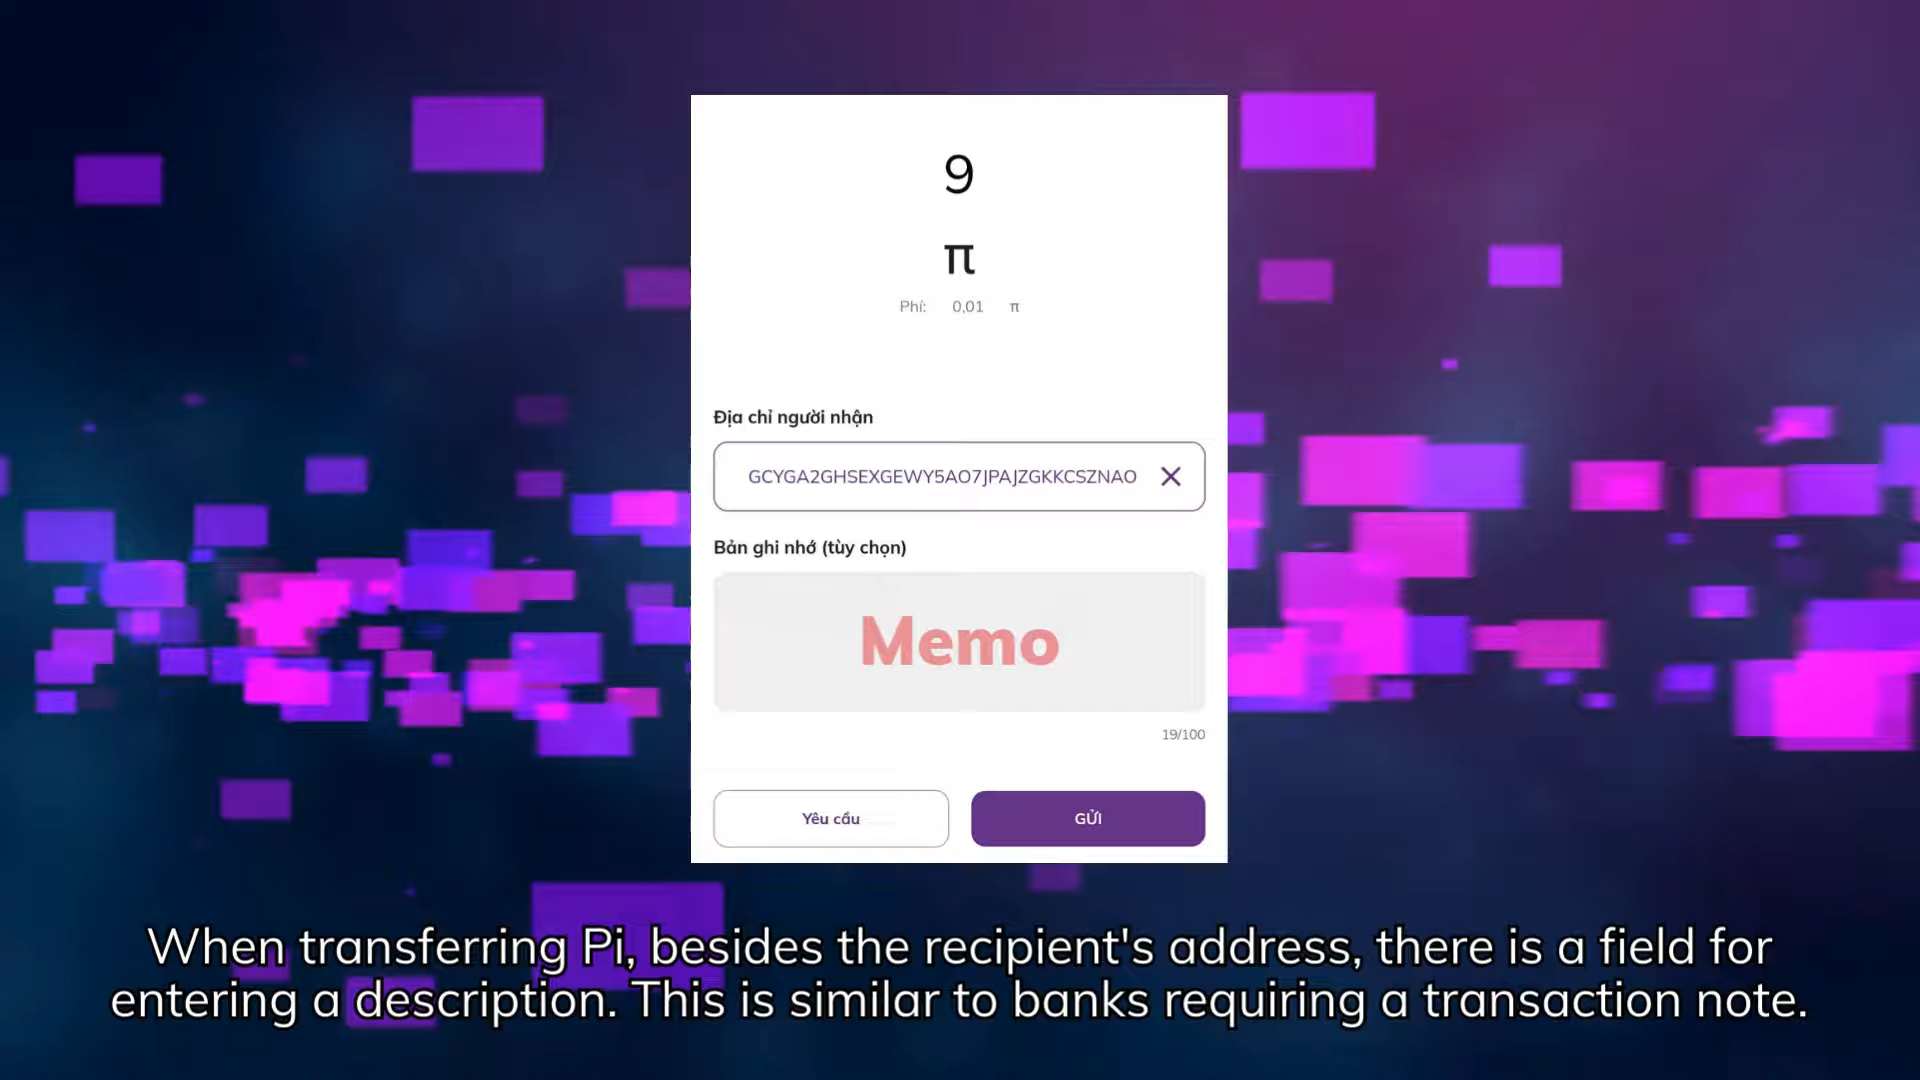 9
π
Phí: 0,01 π
Địa chỉ người nhận
GCYGA2GHSEXGEWY5AO7JPAJZGKKCSZNAO
Bản ghi nhớ (tùy chọn)
Memo
19/100
Yêu cầu GỬI
When transferring Pi, besides the recipient's address, there is a field for
entering a description. This is similar to banks requiring a transaction note.